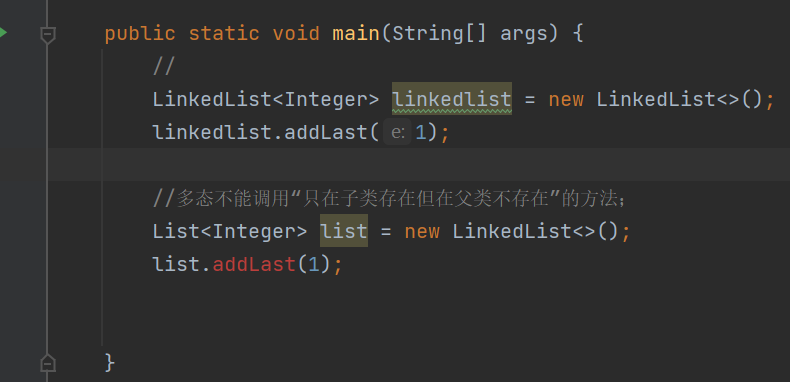 public static void main(String[] args) {
//
LinkedList<Integer> linkedlist = new LinkedList<>();
linkedlist.addLast( e: 1);
//多态不能调用“只在子类存在但在父类不存在”的方法;
List<Integer> list = new LinkedList<>();
list.addLast(1);
}